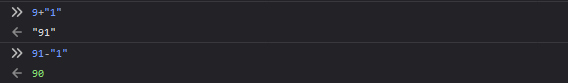 » 9+"1"
← "91"
» 91-"1"
← 90